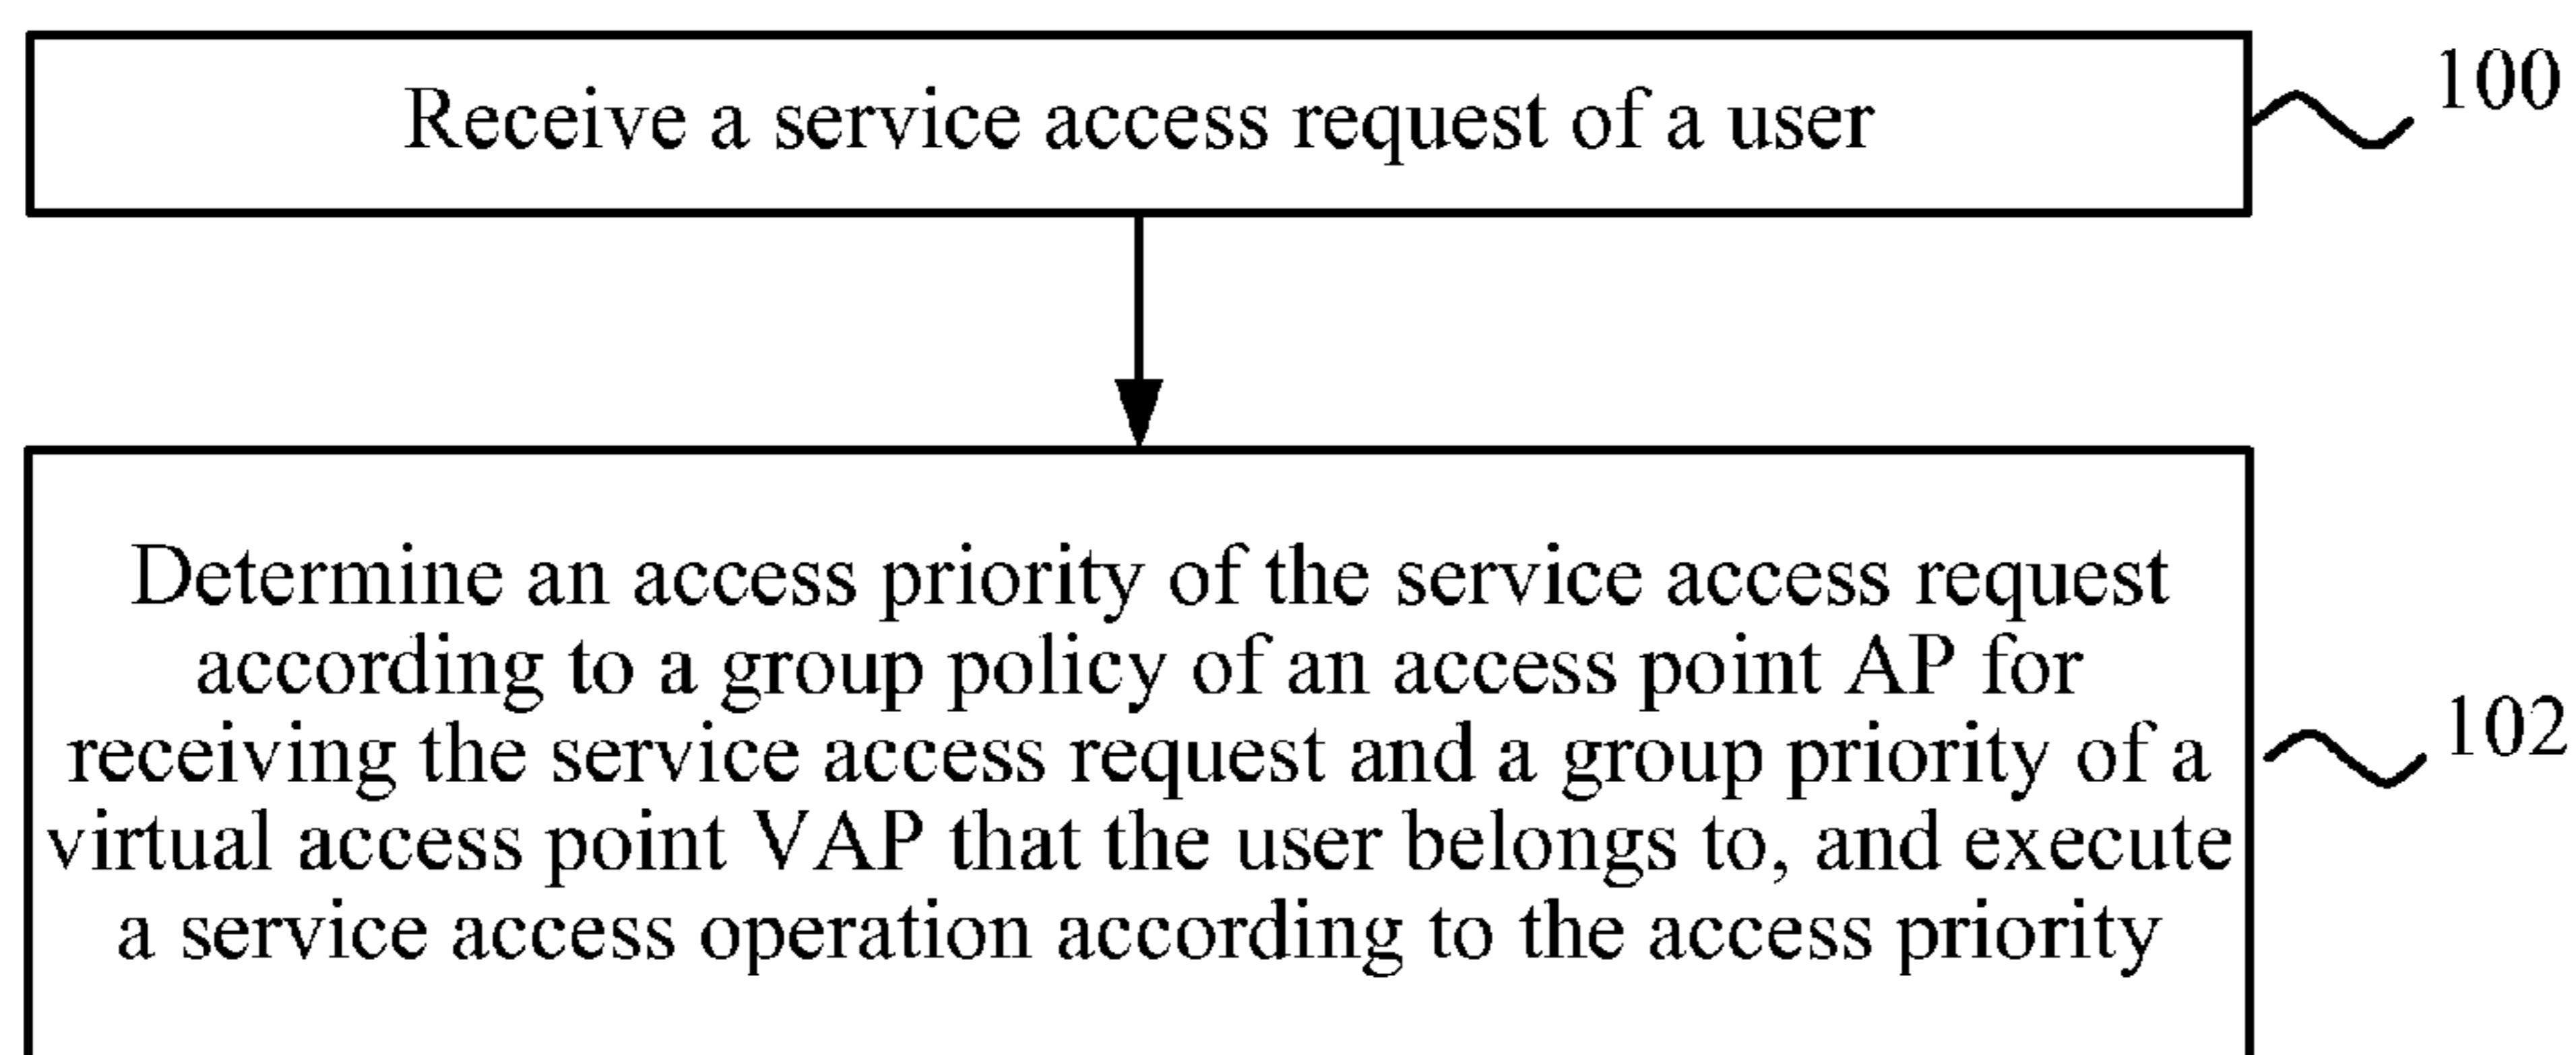 Receive a service access request of a user
100
Determine an access priority of the service access request
according to a group policy of an access point AP for
receiving the service access request and a group priority of a
virtual access point VAP that the user belongs to, and execute
a service access operation according to the access priority
102